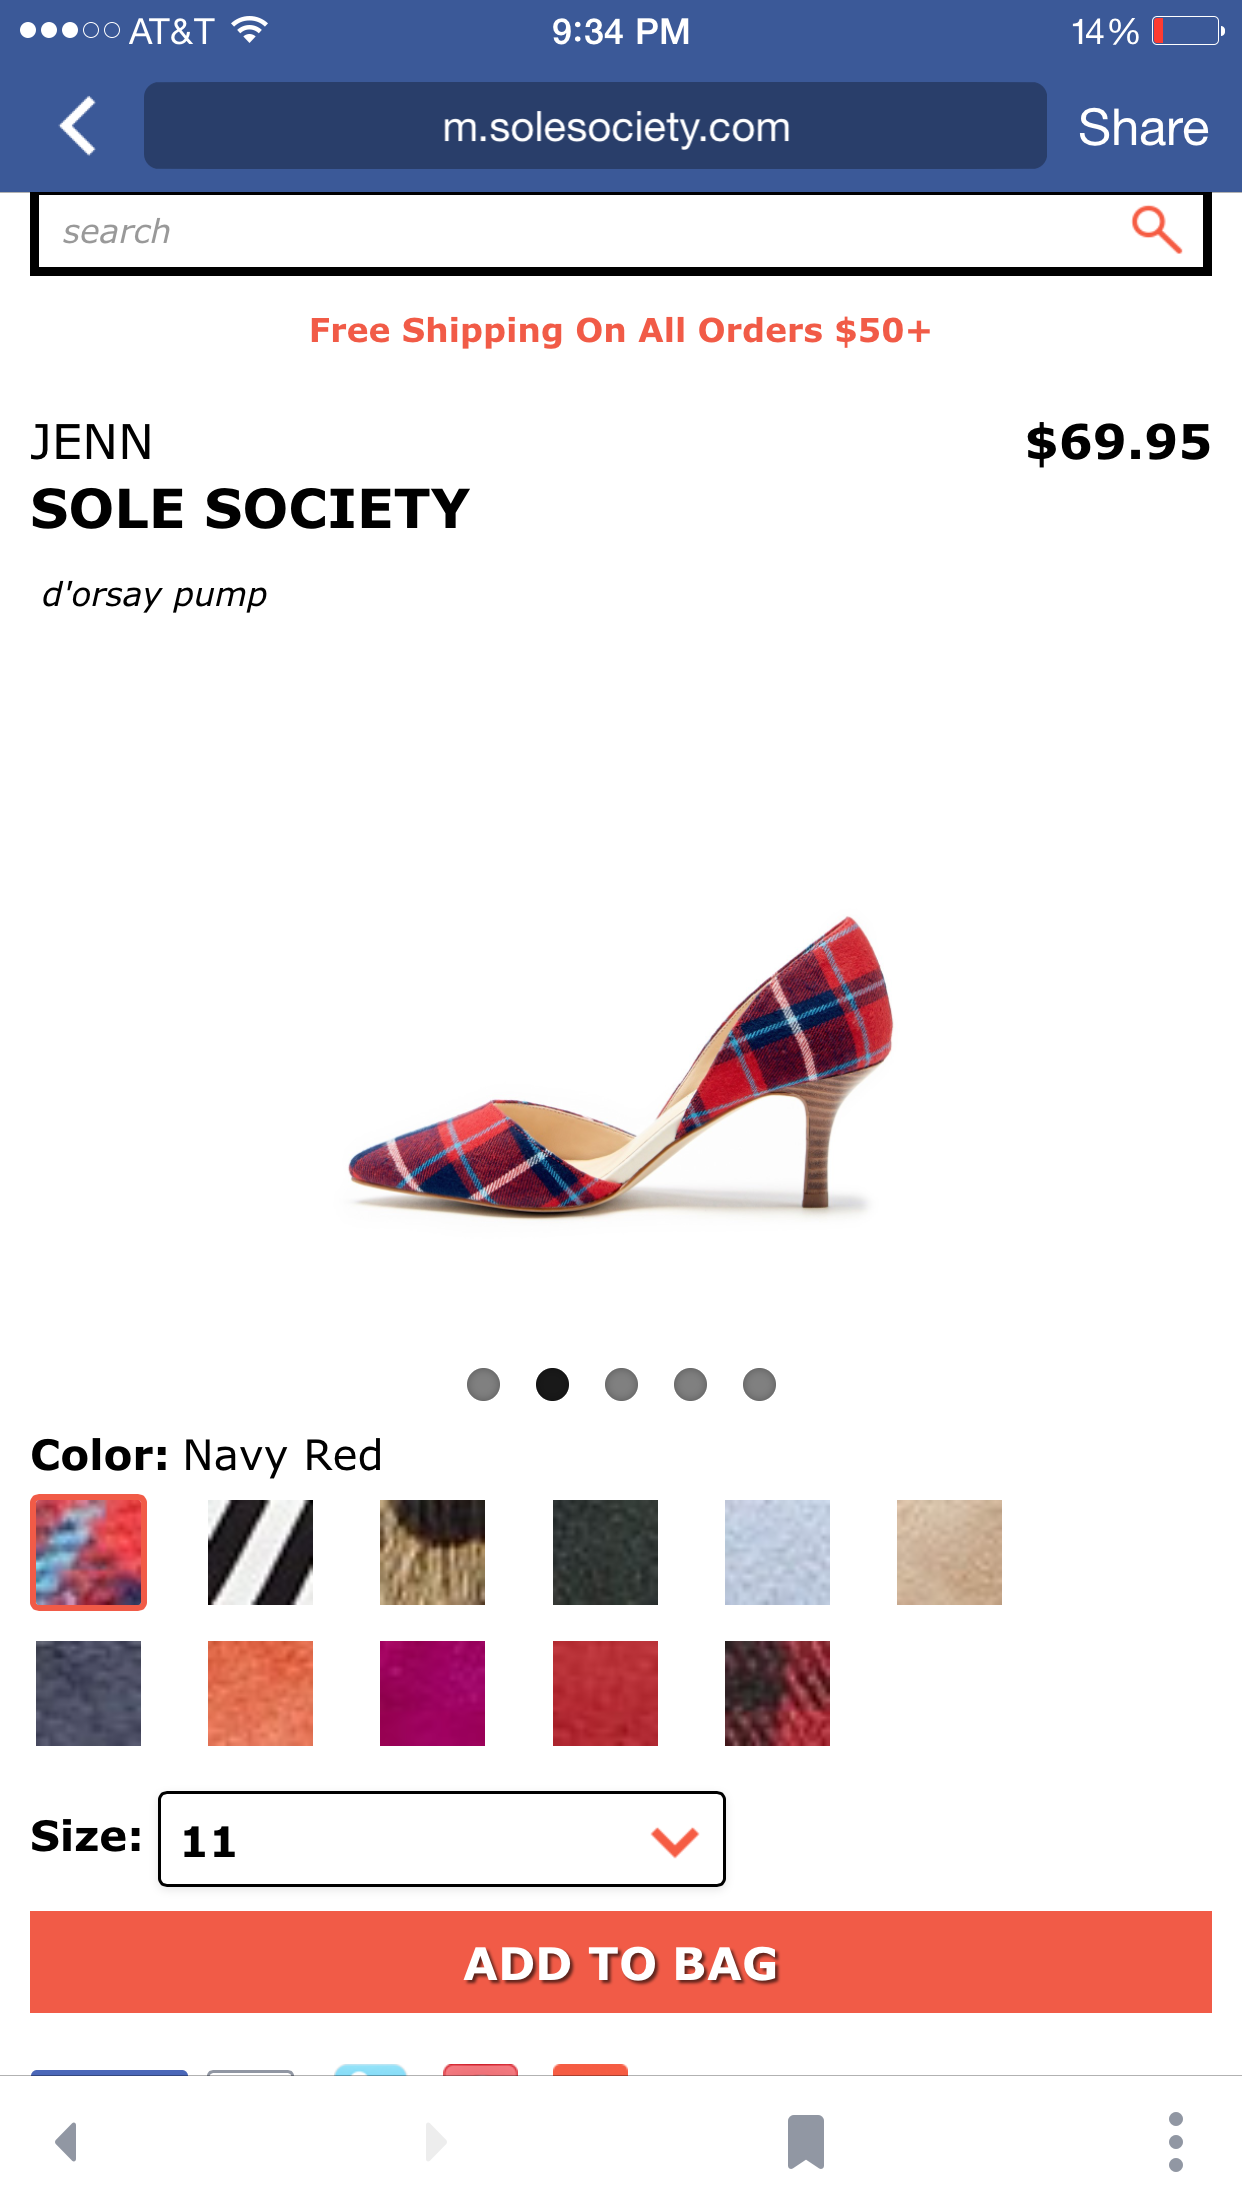 AT&T 9:34 PM 14%
m.solesociety.com Share
search
Free Shipping On All Orders $50+
JENN $69.95
SOLE SOCIETY
d'orsay pump
Color: Navy Red
Size: 11
ADD TO BAG